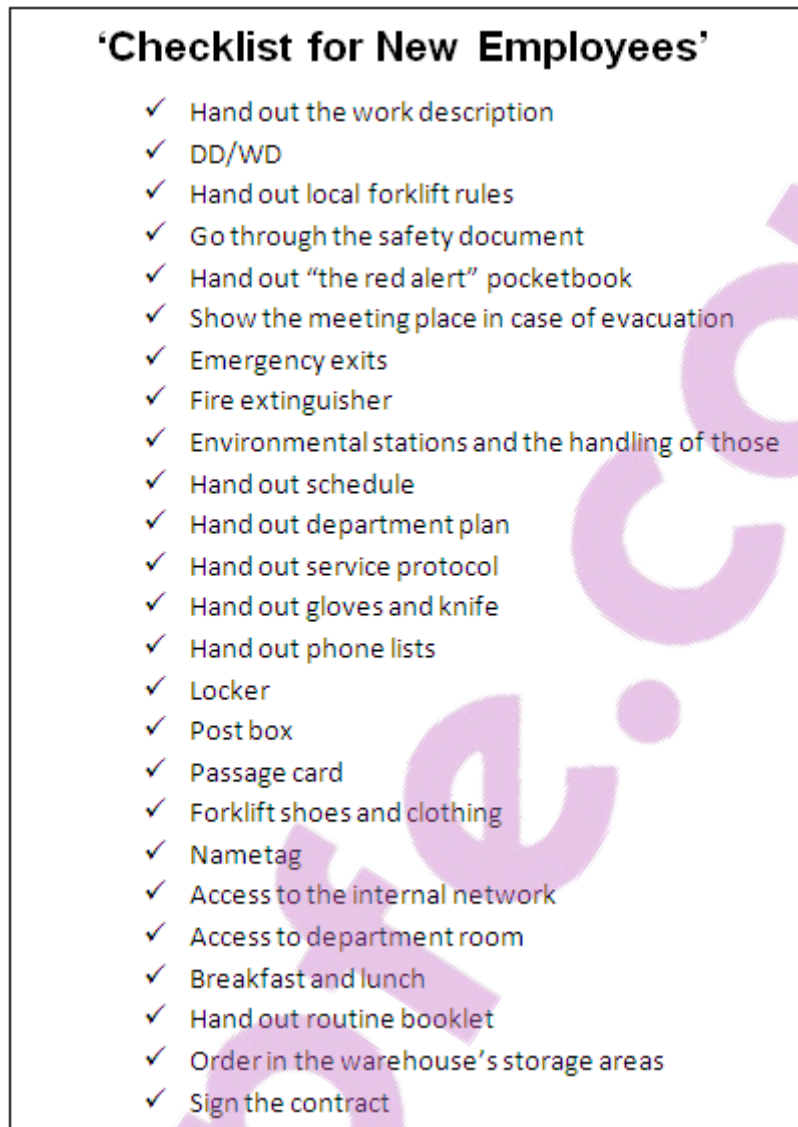 ‘Checklist for New Employees’
✓ Hand out the work description
✓ DD/WD
✓ Hand out local forklift rules
✓ Go through the safety document
✓ Hand out “the red alert” pocketbook
✓ Show the meeting place in case of evacuation
✓ Emergency exits
✓ Fire extinguisher
✓ Environmental stations and the handling of those
✓ Hand out schedule
✓ Hand out department plan
✓ Hand out service protocol
✓ Hand out gloves and knife
✓ Hand out phone lists
✓ Locker
✓ Post box
✓ Passage card
✓ Forklift shoes and clothing
✓ Nametag
✓ Access to the internal network
✓ Access to department room
✓ Breakfast and lunch
✓ Hand out routine booklet
✓ Order in the warehouse’s storage areas
✓ Sign the contract